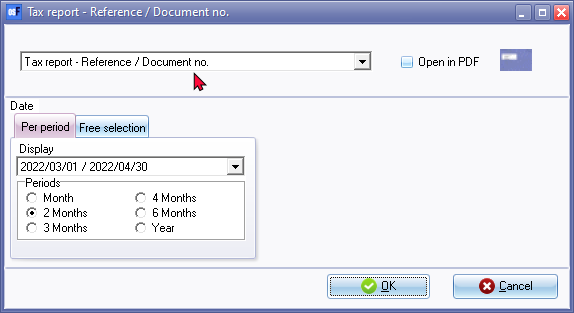 Tax report - Reference / Document no.
Tax report - Reference / Document no.
Open in PDF
Date
Per period
Free selection
Display
2022/03/01 / 2022/04/30
Periods
Month
4 Months
2 Months
6 Months
3 Months
Year
OK
Cancel